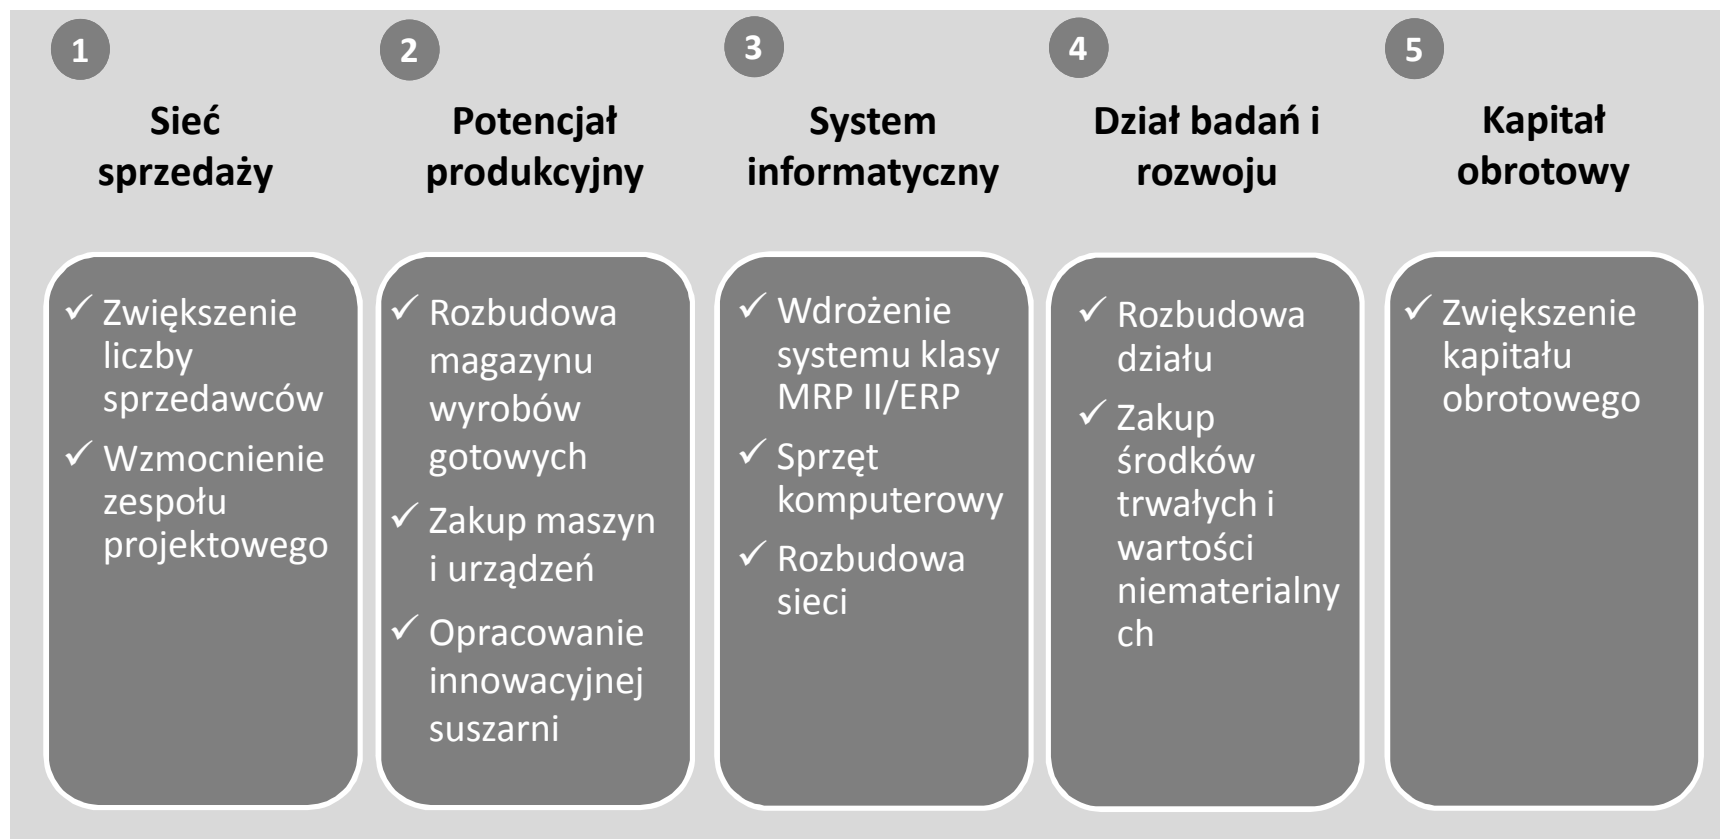 1
Sieć
sprzedaży
✓ Zwiększenie
liczby
sprzedawców
✓ Wzmocnienie
zespołu
projektowego
2
Potencjał
produkcyjny
✓ Rozbudowa
magazynu
wyrobów
gotowych
✓ Zakup maszyn
i urządzeń
✓ Opracowanie
innowacyjnej
suszarni
3
System
informatyczny
✓ Wdrożenie
systemu klasy
MRP II/ERP
✓ Sprzęt
komputerowy
✓ Rozbudowa
sieci
4
Dział badań i
rozwoju
✓ Rozbudowa
działu
✓ Zakup
środków
trwałych i
wartości
niematerialny
ch
5
Kapitał
obrotowy
✓ Zwiększenie
kapitału
obrotowego